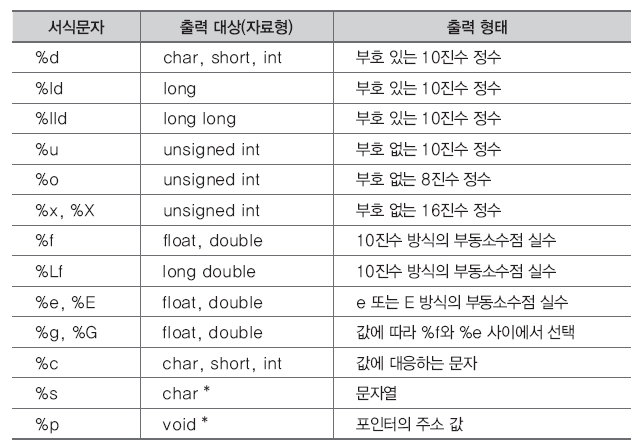 서식문자 출력 대상(자료형) 출력 형태
%d char, short, int 부호 있는 10진수 정수
%ld long 부호 있는 10진수 정수
%lld long long 부호 있는 10진수 정수
%u unsigned int 부호 없는 10진수 정수
%o unsigned int 부호 없는 8진수 정수
%x, %X unsigned int 부호 없는 16진수 정수
%f float, double 10진수 방식의 부동소수점 실수
%Lf long double 10진수 방식의 부동소수점 실수
%e, %E float, double e 또는 E 방식의 부동소수점 실수
%g, %G float, double 값에 따라 %f와 %e 사이에서 선택
%c char, short, int 값에 대응하는 문자
%s char * 문자열
%p void * 포인터의 주소 값